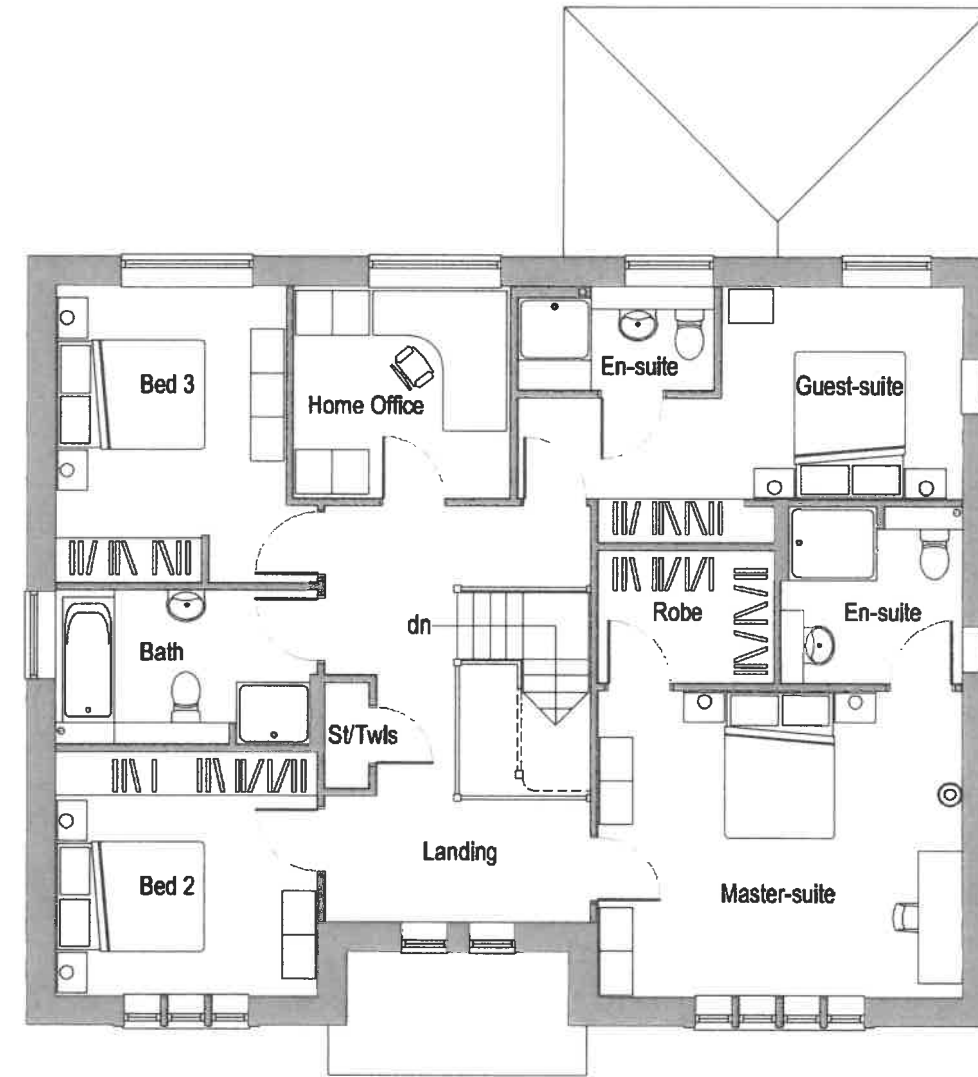 En-suite
Bed 3
Guest-suite
Home Office
Robe
En-suite
dn
Bath
St/Twls
Landing
Bed 2
Master-suite